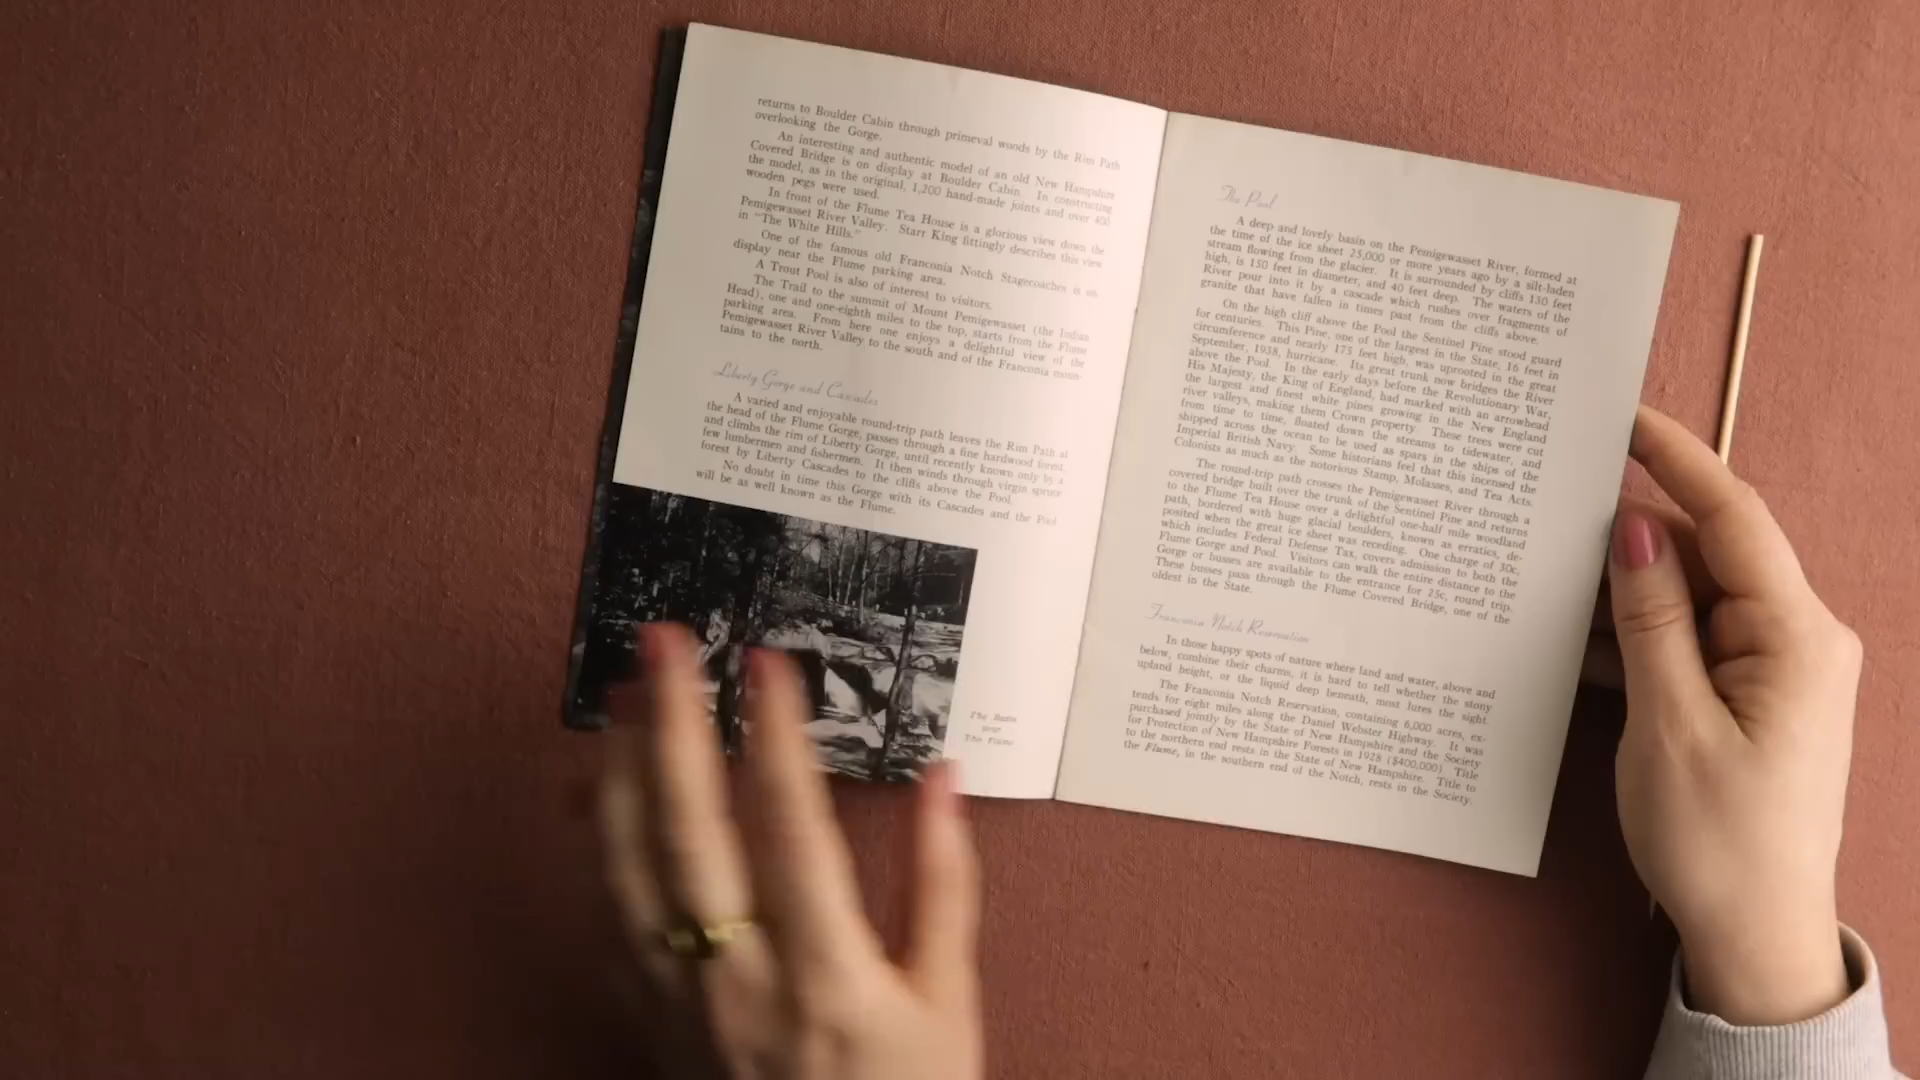 returns to Boulder Cabin through primeval woods by the Rim Path
overlooking the Gorge.
An interesting and authentic model of an old New Hampshire
Covered Bridge is on display at Boulder Cabin. In constructing
the model, as in the original, 1,200 hand-made joints and over 400
wooden pegs were used.
In front of the Flume Tea House is a glorious view down the
Pemigewasset River Valley. Starr King fittingly describes this view
in "The White Hills."
One of the famous old Franconia Notch Stagecoaches is on
display near the Flume parking area.
A Trout Pool is also of interest to visitors.
The Trail to the summit of Mount Pemigewasset (the Indian
Head), one and one-eighth miles to the top, starts from the Flume
parking area. From here one enjoys a delightful view of the
Pemigewasset River Valley to the south and of the Franconia moun-
tains to the north.
Liberty Gorge and Cascades
A varied and enjoyable round-trip path leaves the Rim Path at
the head of the Flume Gorge, passes through a fine hardwood forest,
and climbs the rim of Liberty Gorge, until recently known only by a
few lumbermen and fishermen. It then winds through virgin spruce
forest by Liberty Cascades to the cliffs above the Pool.
No doubt in time this Gorge with its Cascades and the Pool
will be as well known as the Flume.
The Basin
near
The Flume
The Pool
A deep and lovely basin on the Pemigewasset River, formed at
the time of the ice sheet 25,000 or more years ago by a silt-laden
stream flowing from the glacier. It is surrounded by cliffs 130 feet
high, is 150 feet in diameter, and 40 feet deep. The waters of the
River pour into it by a cascade which rushes over fragments of
granite that have fallen in times past from the cliffs above.
On the high cliff above the Pool the Sentinel Pine stood guard
for centuries. This Pine, one of the largest in the State, 16 feet in
circumference and nearly 175 feet high, was uprooted in the great
September, 1938, hurricane. Its great trunk now bridges the River
above the Pool. In the early days before the Revolutionary War,
His Majesty, the King of England, had marked with an arrowhead
the largest and finest white pines growing in the New England
river valleys, making them Crown property. These trees were cut
from time to time, floated down the streams to tidewater, and
shipped across the ocean to be used as spars in the ships of the
Imperial British Navy. Some historians feel that this incensed the
Colonists as much as the notorious Stamp, Molasses, and Tea Acts.
The round-trip path crosses the Pemigewasset River through a
covered bridge built over the trunk of the Sentinel Pine and returns
to the Flume Tea House over a delightful one-half mile woodland
path, bordered with huge glacial boulders, known as erratics, de-
posited when the great ice sheet was receding. One charge of 30c,
which includes Federal Defense Tax, covers admission to both the
Flume Gorge and Pool. Visitors can walk the entire distance to the
Gorge or busses are available to the entrance for 25c, round trip.
These busses pass through the Flume Covered Bridge, one of the
oldest in the State.
Franconia Notch Reservation
In those happy spots of nature where land and water, above and
below, combine their charms, it is hard to tell whether the stony
upland height, or the liquid deep beneath, most lures the sight.
The Franconia Notch Reservation, containing 6,000 acres, ex-
tends for eight miles along the Daniel Webster Highway. It was
purchased jointly by the State of New Hampshire and the Society
for Protection of New Hampshire Forests in 1928 ($400,000) Title
to the northern end rests in the State of New Hampshire. Title to
the Flume, in the southern end of the Notch, rests in the Society.